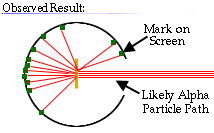 Observed Result:
Mark on
Screen
Likely Alpha
Particle Path